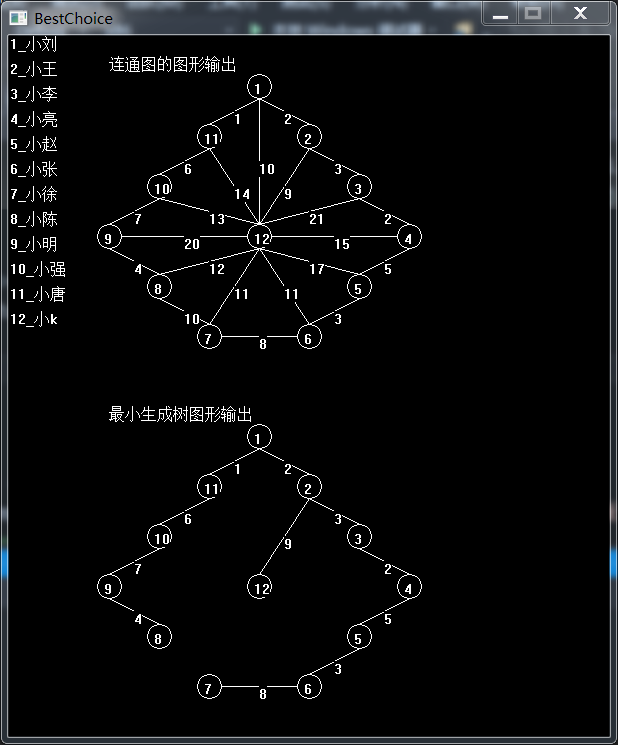 BestChoice
1_小刘
2_小王
3_小李
4_小亮
5_小赵
6_小张
7_小徐
8_小陈
9_小明
10_小强
11_小唐
12_小k
连通图的图形输出
1
1 2
11 2
6 10 3
14 9
10 3
7 13 21 2
9 20 12 15 4
4 12 17 5
8 11 11 5
10 3
7 8 6
最小生成树图形输出
1
1 2
11 2
6 3
10 9 3
7 2
9 12 4
4 5
8 5
3
7 8 6